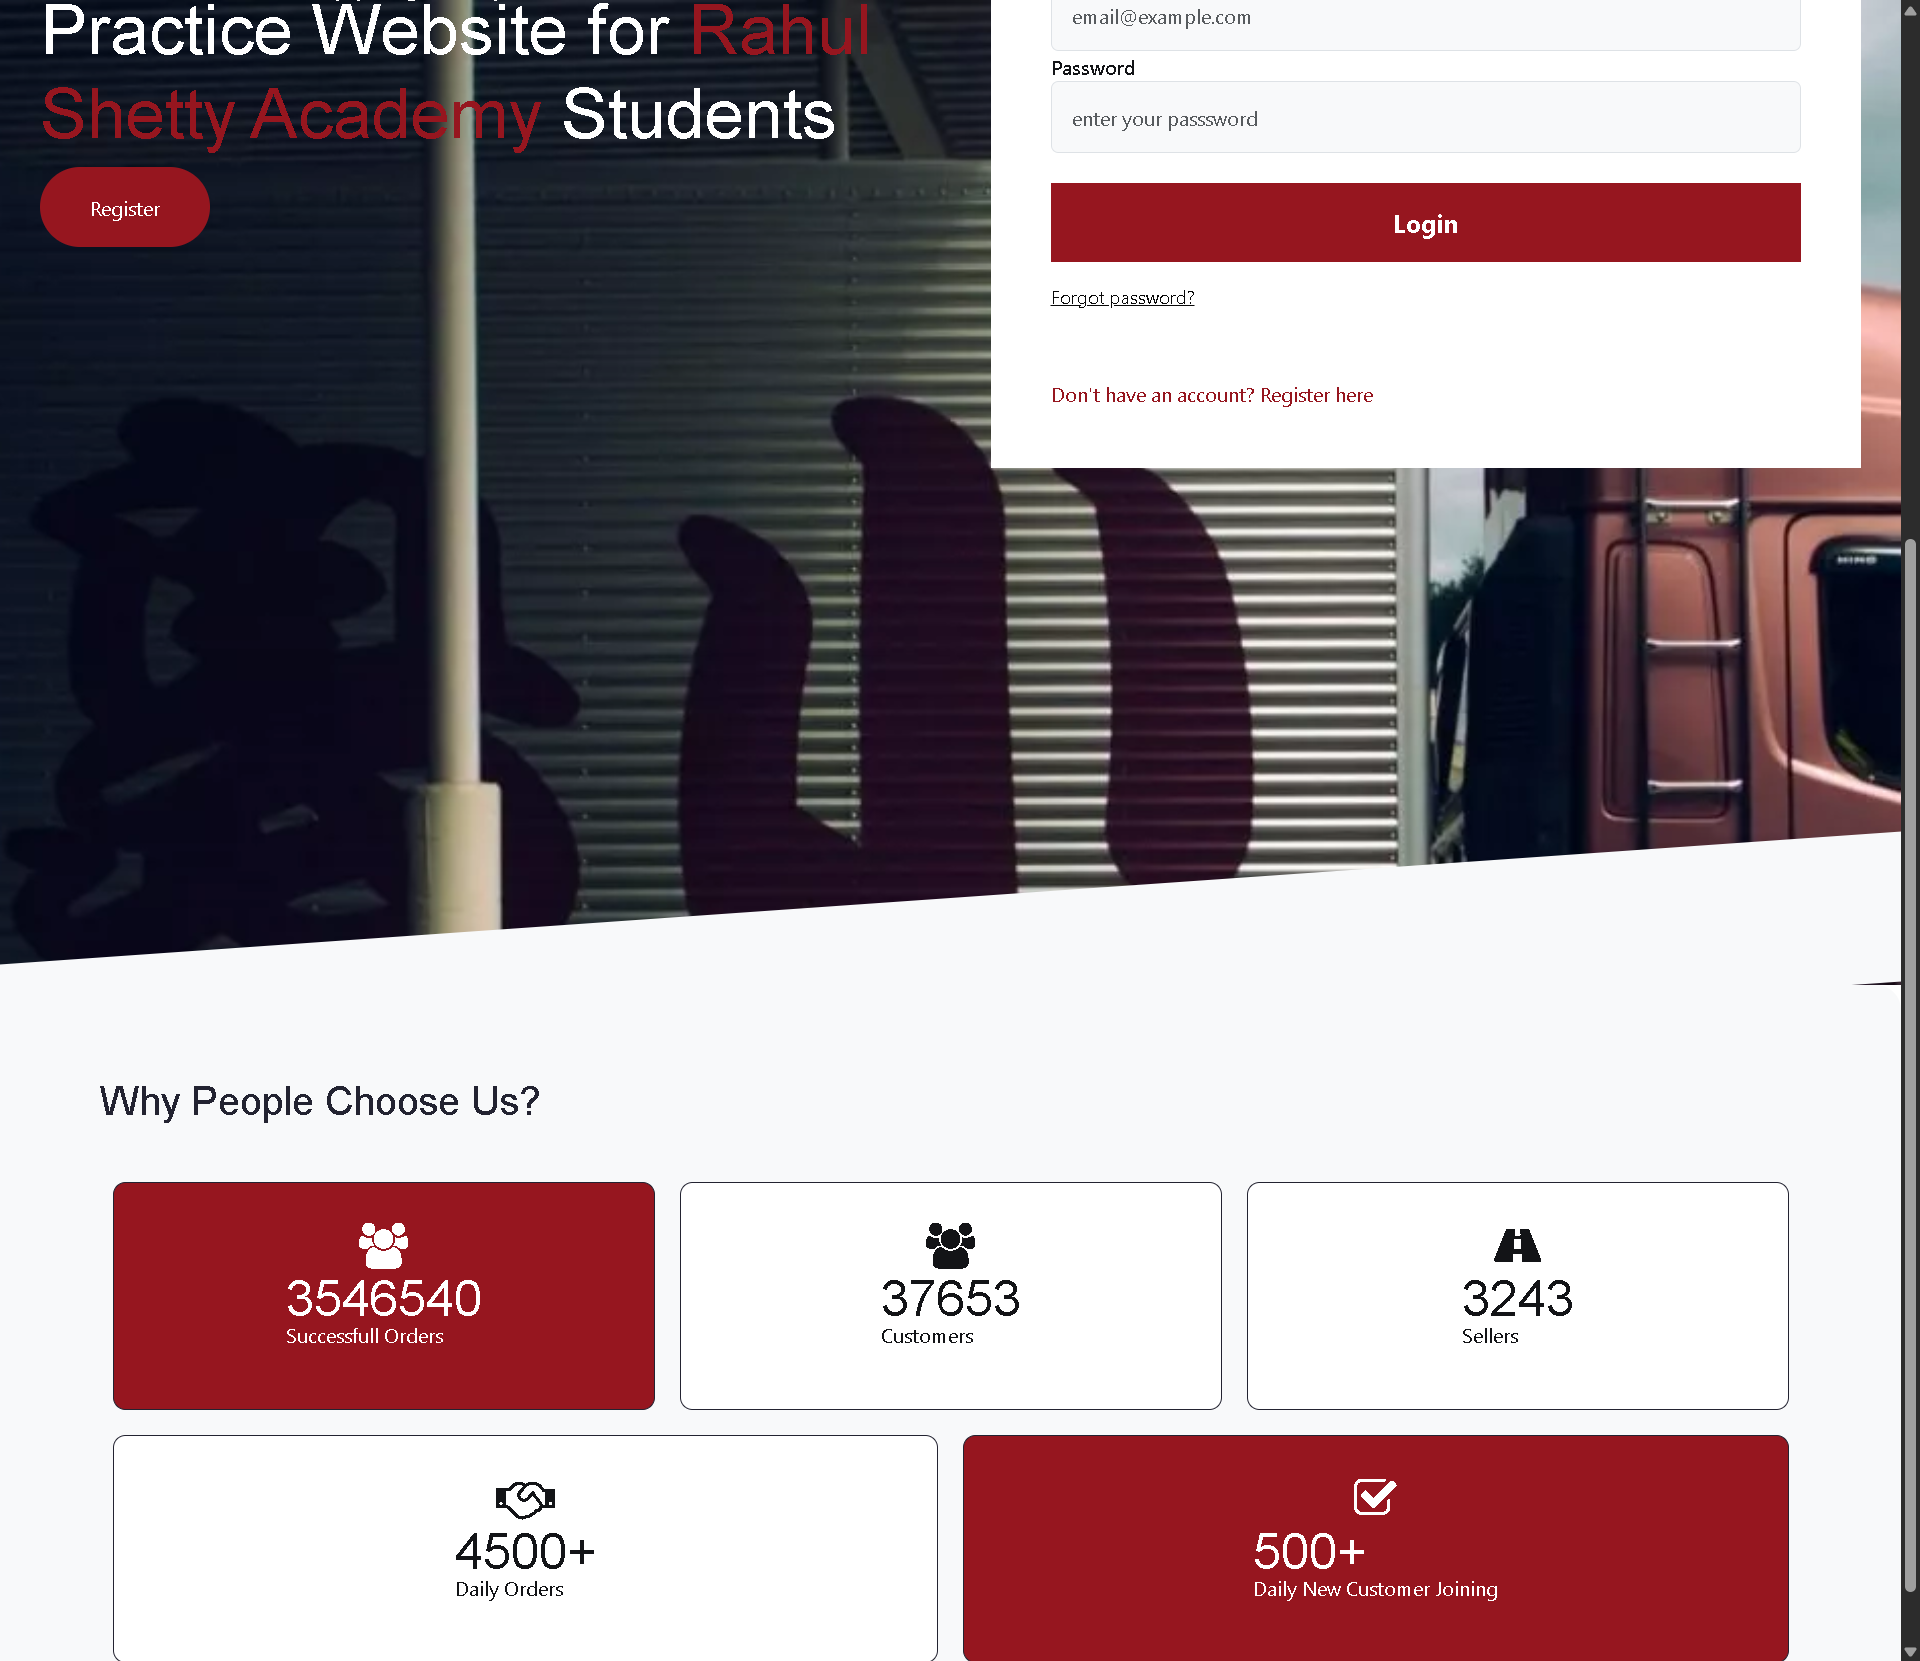 Practice Website for Rahul
Shetty Academy Students
Register
email@example.com
Password
enter your passsword
Login
Forgot password?
Don't have an account? Register here
HINO
Why People Choose Us?
3546540
Successfull Orders
37653
Customers
3243
Sellers
4500+
Daily Orders
500+
Daily New Customer Joining